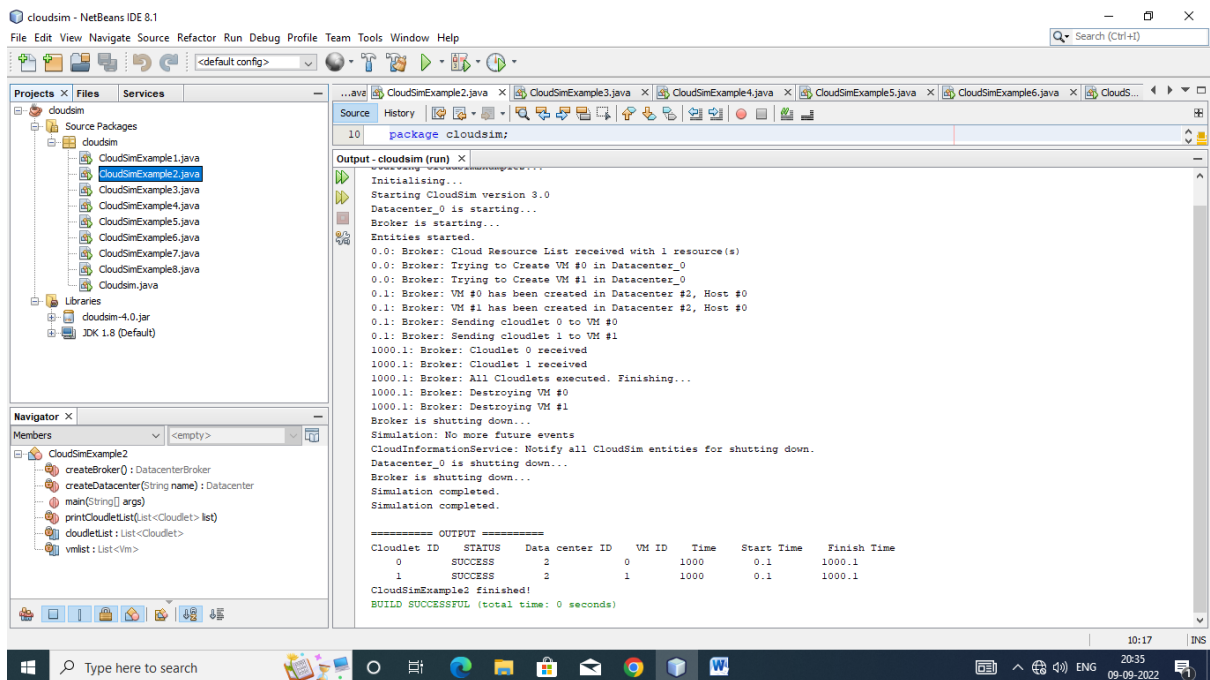 cloudsim - NetBeans IDE 8.1
File Edit View Navigate Source Refactor Run Debug Profile Team Tools Window Help
Search (Ctrl+I)
<default config>
Projects Files Services
cloudsim
Source Packages
cloudsim
CloudSimExample1.java
CloudSimExample2.java
CloudSimExample3.java
CloudSimExample4.java
CloudSimExample5.java
CloudSimExample6.java
CloudSimExample7.java
CloudSimExample8.java
Cloudsim.java
Libraries
cloudsim-4.0.jar
JDK 1.8 (Default)
Navigator
Members <empty>
CloudSimExample2
createBroker() : DatacenterBroker
createDatacenter(String name) : Datacenter
main(String[] args)
printCloudletList(List<Cloudlet> list)
cloudletList : List<Cloudlet>
vmlist : List<Vm>
...ava CloudSimExample2.java CloudSimExample3.java CloudSimExample4.java CloudSimExample5.java CloudSimExample6.java CloudS...
Source History
10 package cloudsim;
Output - cloudsim (run)
Starting CloudSimExample2...
Initialising...
Starting CloudSim version 3.0
Datacenter_0 is starting...
Broker is starting...
Entities started.
0.0: Broker: Cloud Resource List received with 1 resource(s)
0.0: Broker: Trying to Create VM #0 in Datacenter_0
0.0: Broker: Trying to Create VM #1 in Datacenter_0
0.1: Broker: VM #0 has been created in Datacenter #2, Host #0
0.1: Broker: VM #1 has been created in Datacenter #2, Host #0
0.1: Broker: Sending cloudlet 0 to VM #0
0.1: Broker: Sending cloudlet 1 to VM #1
1000.1: Broker: Cloudlet 0 received
1000.1: Broker: Cloudlet 1 received
1000.1: Broker: All Cloudlets executed. Finishing...
1000.1: Broker: Destroying VM #0
1000.1: Broker: Destroying VM #1
Broker is shutting down...
Simulation: No more future events
CloudInformationService: Notify all CloudSim entities for shutting down.
Datacenter_0 is shutting down...
Broker is shutting down...
Simulation completed.
Simulation completed.
========== OUTPUT ==========
Cloudlet ID STATUS Data center ID VM ID Time Start Time Finish Time
0 SUCCESS 2 0 1000 0.1 1000.1
1 SUCCESS 2 1 1000 0.1 1000.1
CloudSimExample2 finished!
BUILD SUCCESSFUL (total time: 0 seconds)
10:17 INS
Type here to search
ENG
20:35
09-09-2022
1